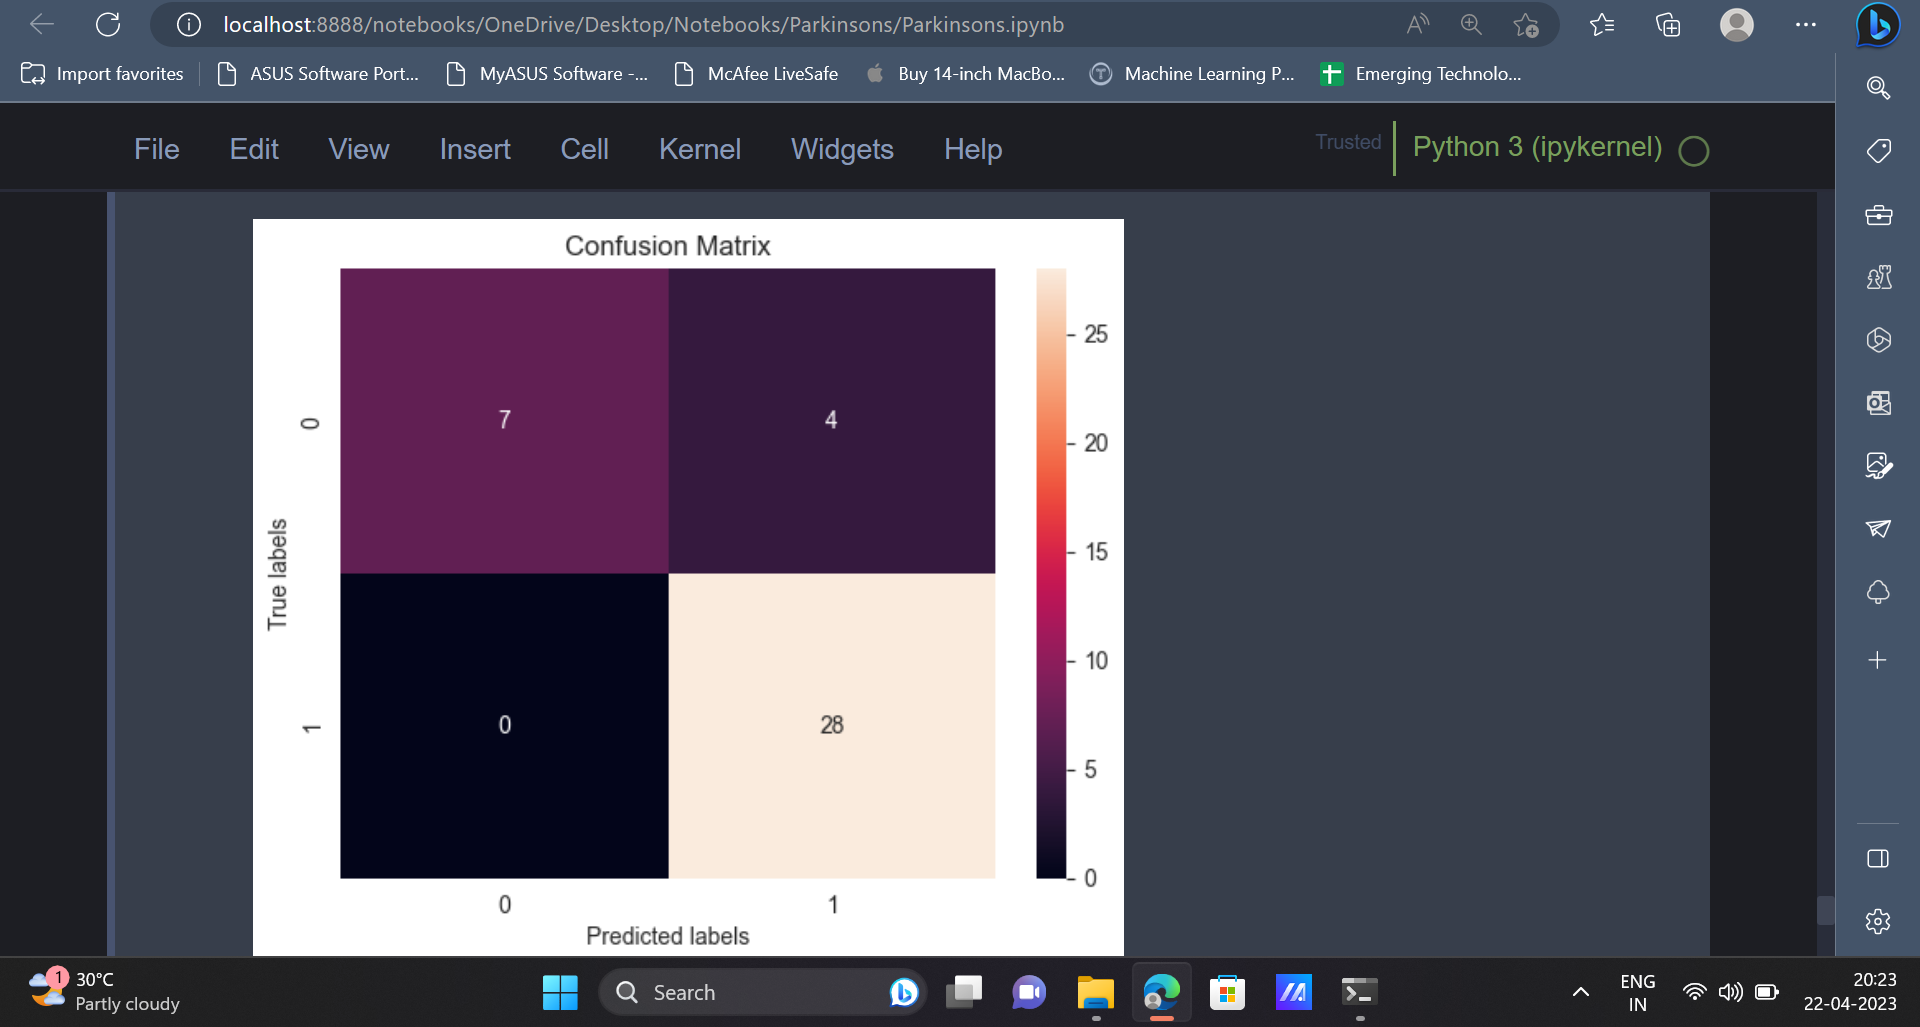 localhost:8888/notebooks/OneDrive/Desktop/Notebooks/Parkinsons/Parkinsons.ipynb
Import favorites
ASUS Software Port...
MyASUS Software -...
McAfee LiveSafe
Buy 14-inch MacBo...
Machine Learning P...
Emerging Technolo...
File Edit View Insert Cell Kernel Widgets Help
Trusted
Python 3 (ipykernel)
Confusion Matrix
True labels
0
7 4
1
0 28
0 1
Predicted labels
25
20
15
10
5
0
1
30°C
Partly cloudy
Search
ENG
IN
20:23
22-04-2023